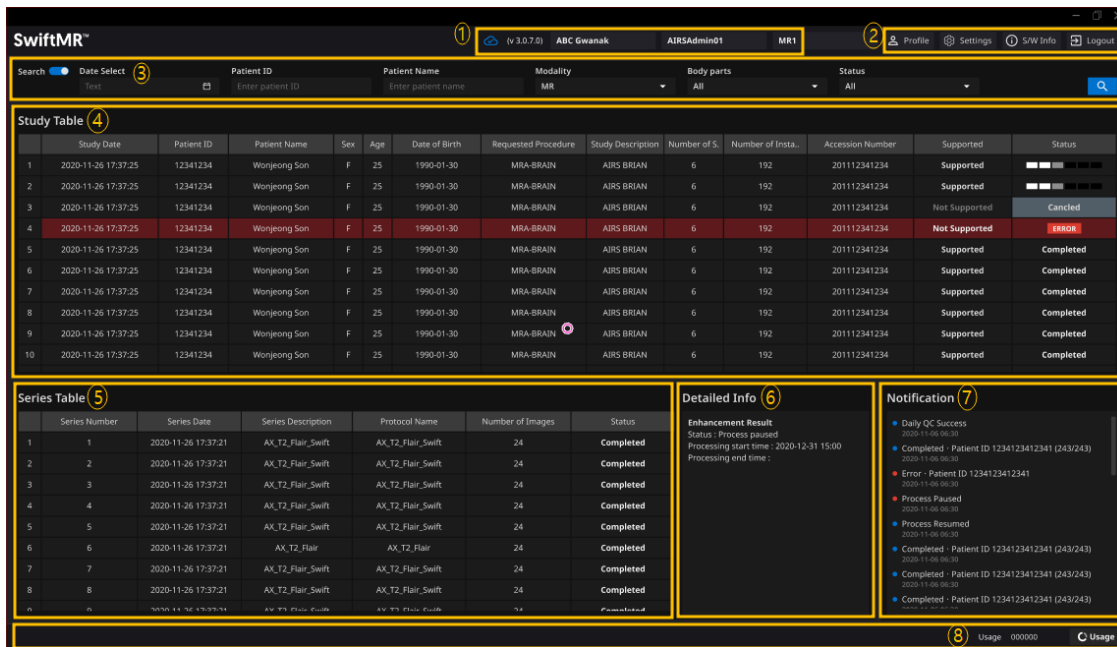 SwiftMR™
1 (v 3.0.7.0) ABC Gwanak AIRSAdmin01 MR1
2 Profile Settings S/W Info Logout
Search Date Select 3 Patient ID Patient Name Modality Body parts Status
Text Enter patient ID Enter patient name MR All All
Study Table 4
Study Date Patient ID Patient Name Sex Age Date of Birth Requested Procedure Study Description Number of S. Number of Insta.. Accession Number Supported Status
1 2020-11-26 17:37:25 12341234 Wonjeong Son F 25 1990-01-30 MRA-BRAIN AIRS BRIAN 6 192 201112341234 Supported
2 2020-11-26 17:37:25 12341234 Wonjeong Son F 25 1990-01-30 MRA-BRAIN AIRS BRIAN 6 192 201112341234 Supported
3 2020-11-26 17:37:25 12341234 Wonjeong Son F 25 1990-01-30 MRA-BRAIN AIRS BRIAN 6 192 201112341234 Not Supported Cancled
4 2020-11-26 17:37:25 12341234 Wonjeong Son F 25 1990-01-30 MRA-BRAIN AIRS BRIAN 6 192 201112341234 Not Supported ERROR
5 2020-11-26 17:37:25 12341234 Wonjeong Son F 25 1990-01-30 MRA-BRAIN AIRS BRIAN 6 192 201112341234 Supported Completed
6 2020-11-26 17:37:25 12341234 Wonjeong Son F 25 1990-01-30 MRA-BRAIN AIRS BRIAN 6 192 201112341234 Supported Completed
7 2020-11-26 17:37:25 12341234 Wonjeong Son F 25 1990-01-30 MRA-BRAIN AIRS BRIAN 6 192 201112341234 Supported Completed
8 2020-11-26 17:37:25 12341234 Wonjeong Son F 25 1990-01-30 MRA-BRAIN AIRS BRIAN 6 192 201112341234 Supported Completed
9 2020-11-26 17:37:25 12341234 Wonjeong Son F 25 1990-01-30 MRA-BRAIN AIRS BRIAN 6 192 201112341234 Supported Completed
10 2020-11-26 17:37:25 12341234 Wonjeong Son F 25 1990-01-30 MRA-BRAIN AIRS BRIAN 6 192 201112341234 Supported Completed
Series Table 5
Series Number Series Date Series Description Protocol Name Number of Images Status
1 1 2020-11-26 17:37:21 AX_T2_Flair_Swift AX_T2_Flair_Swift 24 Completed
2 2 2020-11-26 17:37:21 AX_T2_Flair_Swift AX_T2_Flair_Swift 24 Completed
3 3 2020-11-26 17:37:21 AX_T2_Flair_Swift AX_T2_Flair_Swift 24 Completed
4 4 2020-11-26 17:37:21 AX_T2_Flair_Swift AX_T2_Flair_Swift 24 Completed
5 5 2020-11-26 17:37:21 AX_T2_Flair_Swift AX_T2_Flair_Swift 24 Completed
6 6 2020-11-26 17:37:21 AX_T2_Flair AX_T2_Flair 24 Completed
7 7 2020-11-26 17:37:21 AX_T2_Flair_Swift AX_T2_Flair_Swift 24 Completed
8 8 2020-11-26 17:37:21 AX_T2_Flair_Swift AX_T2_Flair_Swift 24 Completed
Detailed Info 6
Enhancement Result
Status : Process paused
Processing start time : 2020-12-31 15:00
Processing end time :
Notification 7
Daily QC Success
2020-11-06 06:30
Completed - Patient ID 1234123412341 (243/243)
2020-11-06 06:30
Error - Patient ID 1234123412341
2020-11-06 06:30
Process Paused
2020-11-06 06:30
Process Resumed
2020-11-06 06:30
Completed - Patient ID 1234123412341 (243/243)
2020-11-06 06:30
Completed - Patient ID 1234123412341 (243/243)
2020-11-06 06:30
Completed - Patient ID 1234123412341 (243/243)
8 Usage 000000 Usage